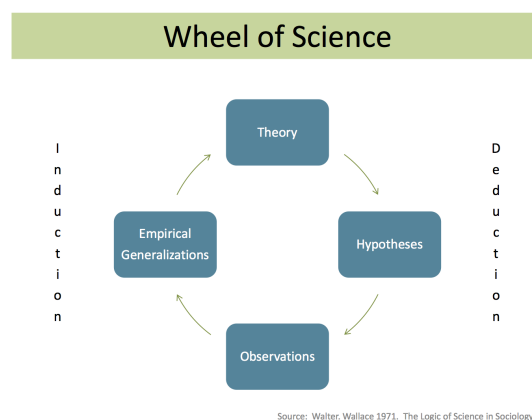 Wheel of Science
Theory
Induction
Deduction
Empirical
Generalizations
Hypotheses
Observations
Source: Walter. Wallace 1971. The Logic of Science in Sociology